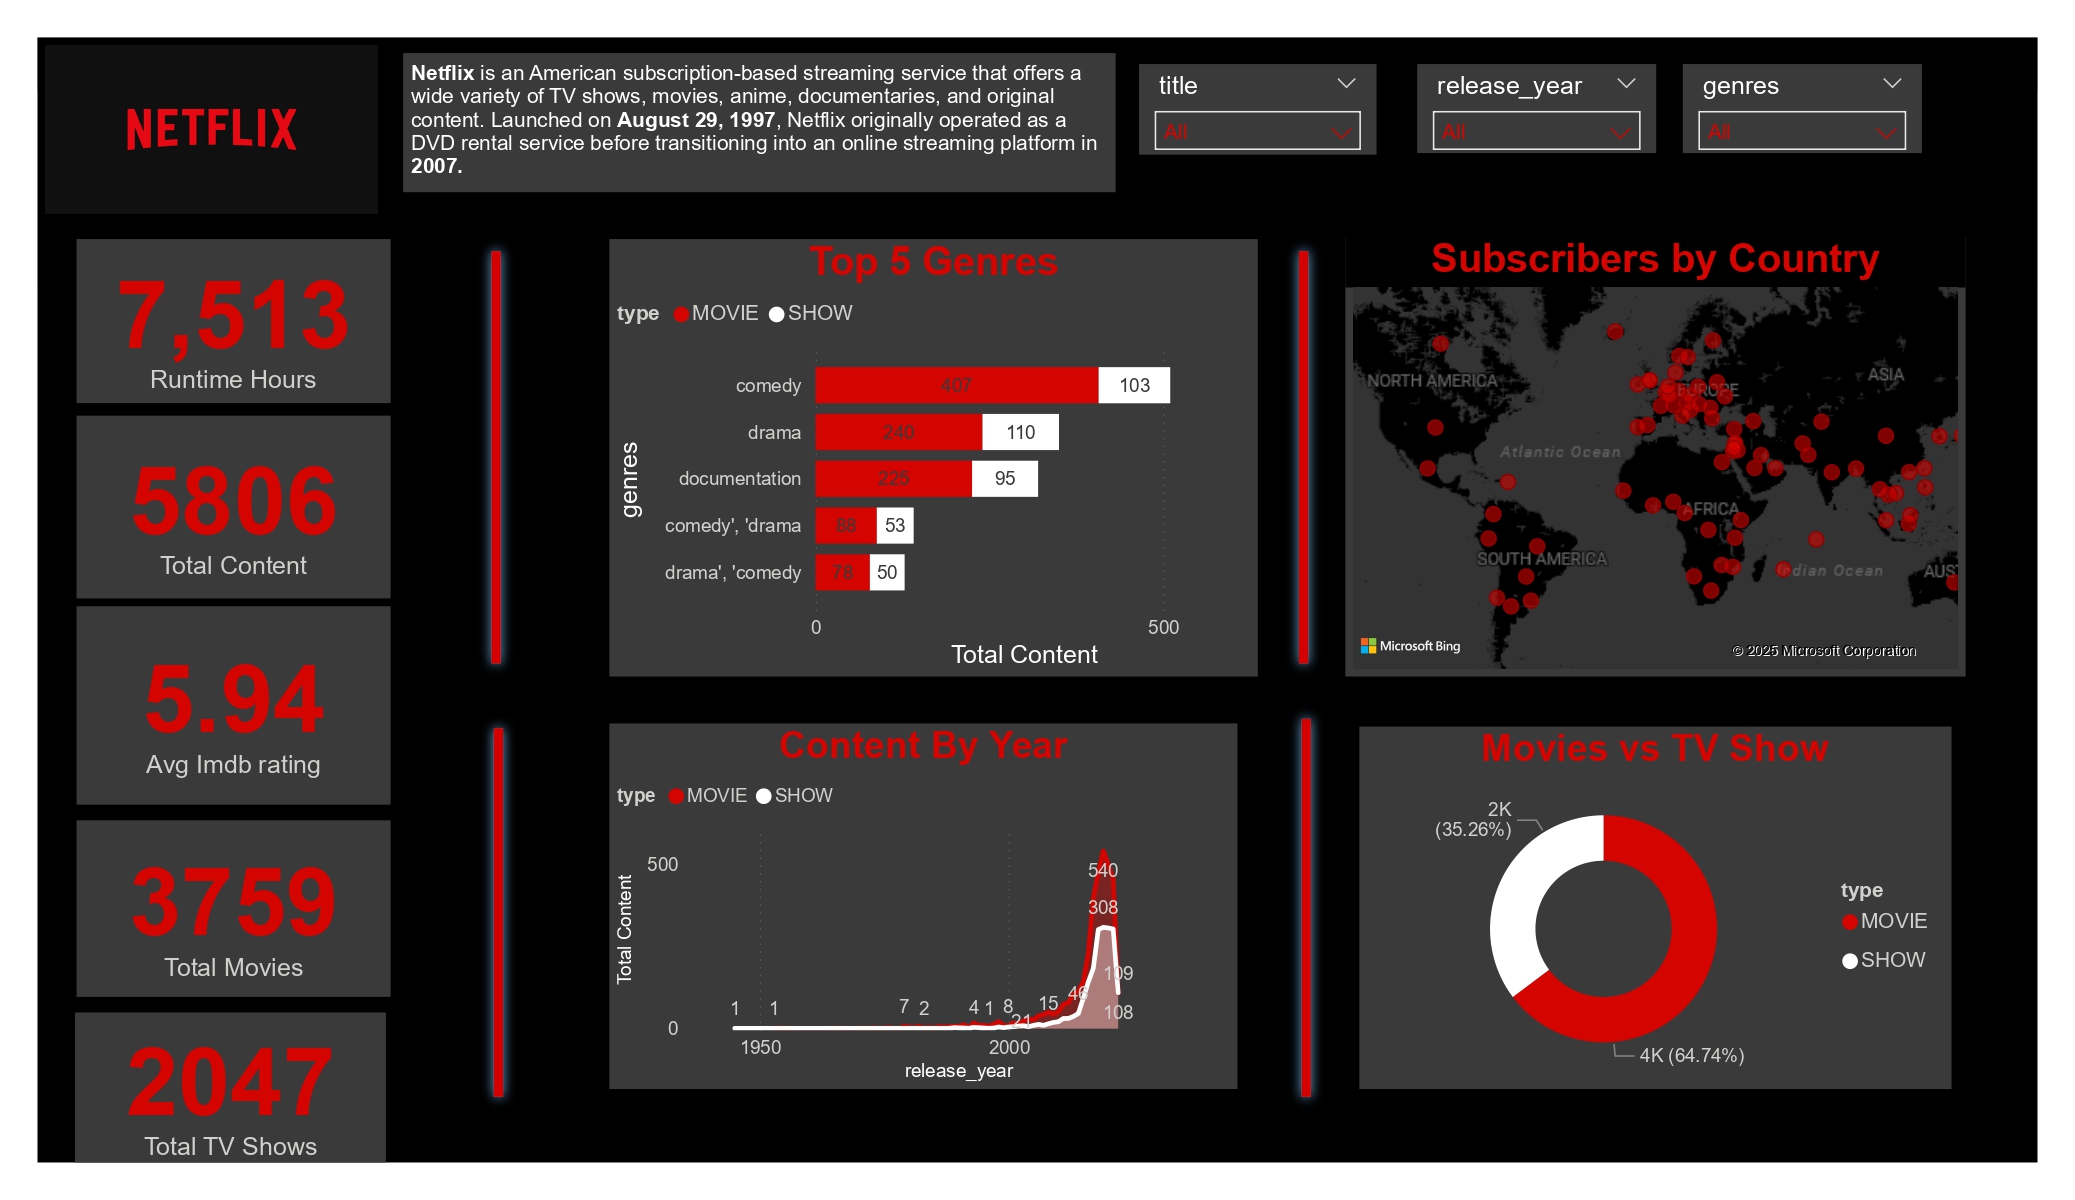 NETFLIX
Netflix is an American subscription-based streaming service that offers a
wide variety of TV shows, movies, anime, documentaries, and original
content. Launched on August 29, 1997, Netflix originally operated as a
DVD rental service before transitioning into an online streaming platform in
2007.
title
All
release_year
All
genres
All
7,513
Runtime Hours
5806
Total Content
5.94
Avg Imdb rating
3759
Total Movies
2047
Total TV Shows
Top 5 Genres
type MOVIE SHOW
genres
comedy 407 103
drama 240 110
documentation 225 95
comedy', 'drama 88 53
drama', 'comedy 78 50
0 500
Total Content
Subscribers by Country
NORTH AMERICA
EUROPE
ASIA
Atlantic Ocean
AFRICA
SOUTH AMERICA
Indian Ocean
AUS
Microsoft Bing
© 2025 Microsoft Corporation
Content By Year
type MOVIE SHOW
Total Content
500
0
540
308
109
108
1 1 7 2 4 1 8 21 15 46
1950 2000
release_year
Movies vs TV Show
2K
(35.26%)
4K (64.74%)
type
MOVIE
SHOW